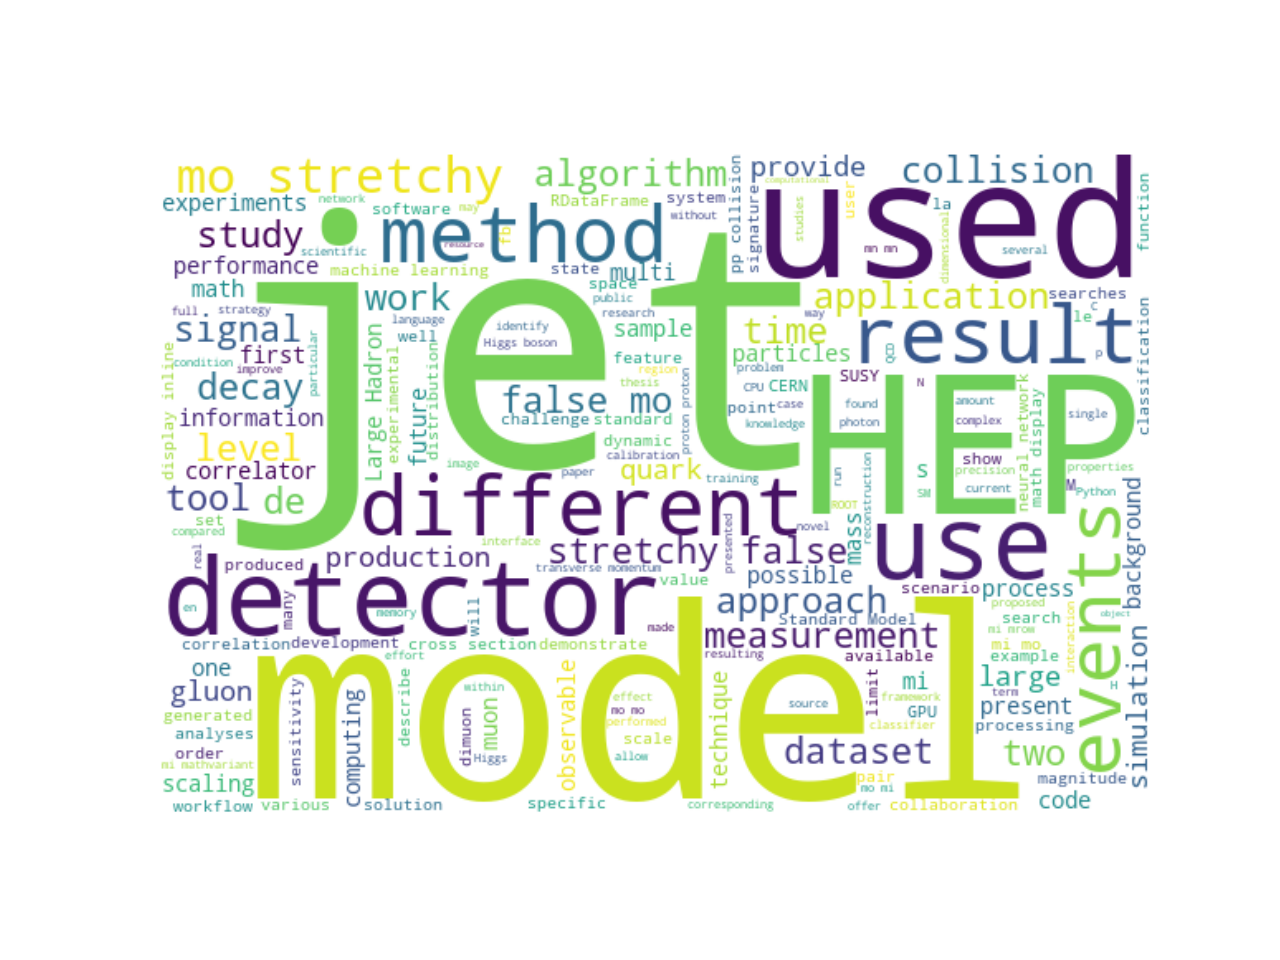 mo stretchy
algorithm
provide
collision
used
pp collision
signature
computational
user
studies
experiments
network
software
may
RDataFrame
system
without
la
dimensional
function
jet
method
fb
study
scientific
resource
mn mn
several
performance
machine learning
state
multi
math
work
space
public
application
searches
C
full
strategy
language
research
way
le
signal
well
identify
Higgs boson
sample
time
result
P
condition
first
improve
particular
feature
particles
QCD
classification
display inline
decay
Large Hadron
experimental
distribution
future
false mo
region
thesis
problem
CPU
CERN
SUSY
N
HEP
amount
single
information
challenge
standard
proton proton
point
case
knowledge
found
photon
complex
neural network
math display
level
dynamic
calibration
show
correlator
image
paper
quark
training
run
reconstruction
S
precision
properties
tool
de
different
SM
current
M
Python
ROOT
set
compared
novel
mass
use
events
background
real
produced
production
interface
stretchy false
presented
transverse momentum
value
possible
scenario
process
detector
en
many
memory
will
made
approach
Standard Model
proposed
object
search
mi mrow
interaction
correlation
development
cross section
demonstrate
measurement
resulting
available
mi mo
example
simulation
one
effort
gluon
model
describe
within
observable
effect
mo mo
performed
technique
source
limit
mi
framework
GPU
classifier
large
term
H
present
processing
generated
analyses
order
sensitivity
computing
dimuon
muon
Higgs
scale
allow
dataset
two
mi mathvariant
scaling
pair
mo mi
magnitude
workflow
various
solution
specific
corresponding
offer
collaboration
code